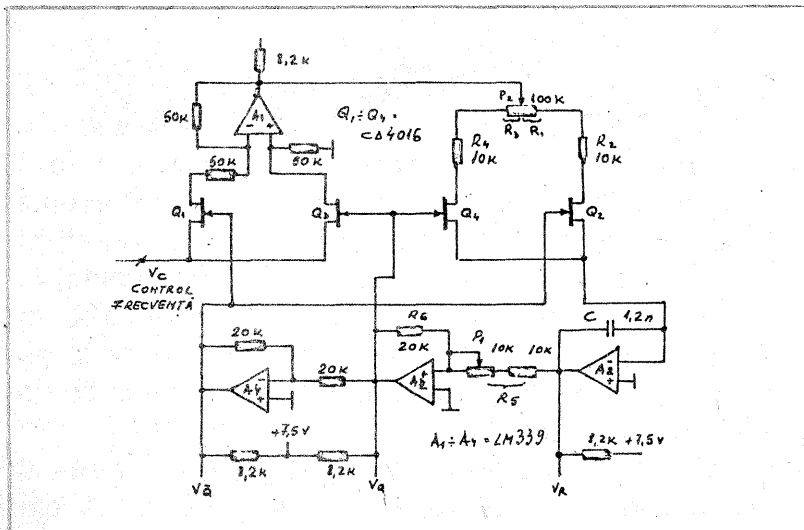 8,2K
50K
A1
- +
Q1 ÷ Q4 =
CD4016
50K
50K
P2
100K
R3 R1
R4
10K
R2
10K
Q1
Q3
Q4
Q2
VC
CONTROL
FRECVENȚĂ
R6
20K
20K
20K
A4
- +
A3
+ -
P1
10K
10K
R5
C
1,2n
A2
- +
+7,5V
8,2K
8,2K
A1 ÷ A4 = LM339
8,2K +7,5V
VQ̄
VQ
VR